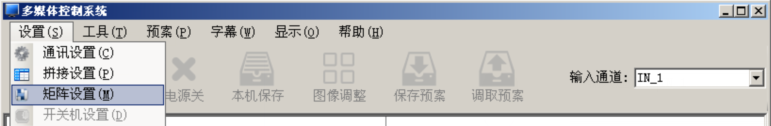 多媒体控制系统
设置(S) 工具(T) 预案(P) 字幕(W) 显示(O) 帮助(H)
通讯设置(C)
拼接设置(P)
矩阵设置(M)
开关机设置(D)
电源关 本机保存 图像调整 保存预案 调取预案
输入通道: IN_1